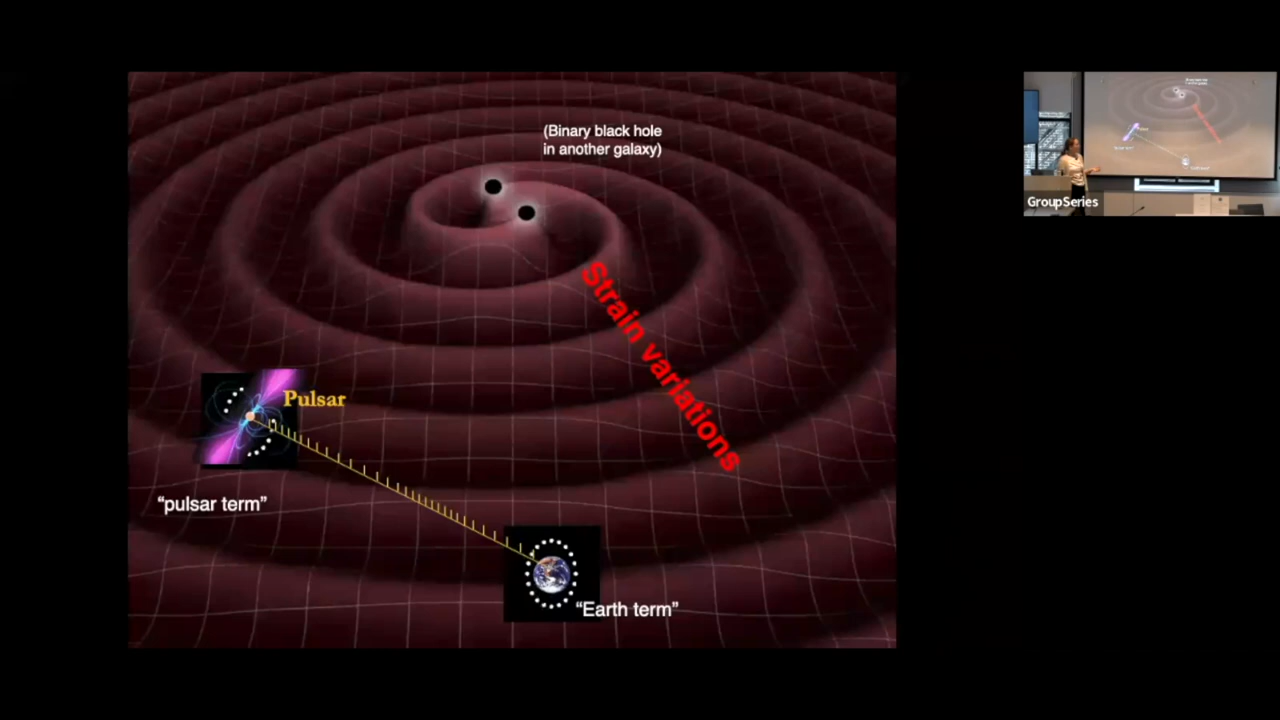 (Binary black hole
in another galaxy)
Strain variations
Pulsar
“pulsar term”
“Earth term”
GroupSeries